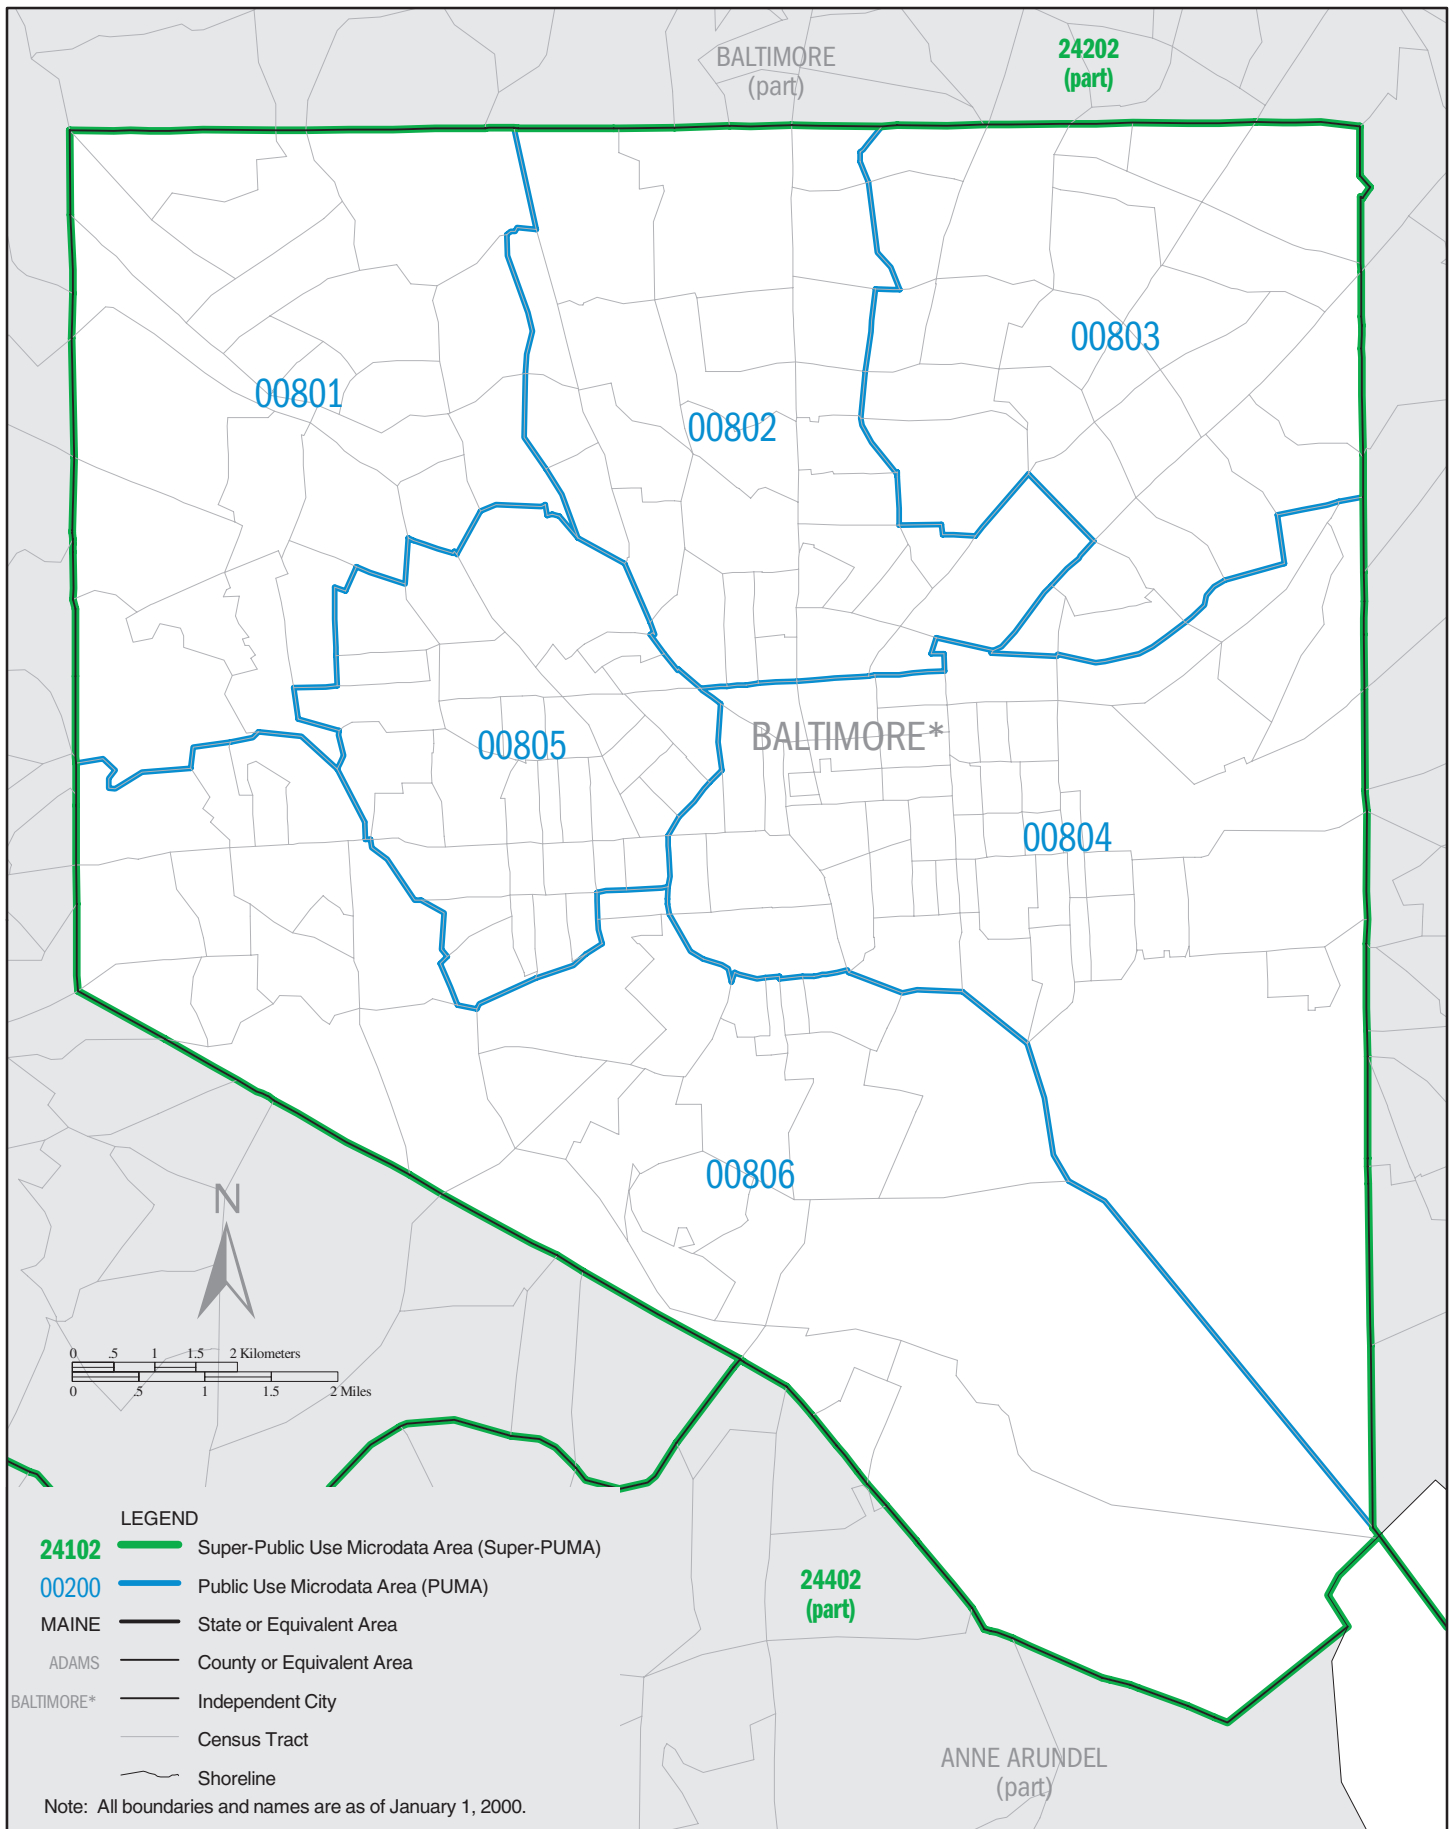 BALTIMORE
(part)
24202
(part)
00803
00801
00802
BALTIMORE*
00805
00804
00806
N
0 .5 1 1.5 2 Kilometers
0 .5 1 1.5 2 Miles
LEGEND
24102 Super-Public Use Microdata Area (Super-PUMA)
00200 Public Use Microdata Area (PUMA)
MAINE State or Equivalent Area
ADAMS County or Equivalent Area
BALTIMORE* Independent City
Census Tract
Shoreline
Note: All boundaries and names are as of January 1, 2000.
24402
(part)
ANNE ARUNDEL
(part)